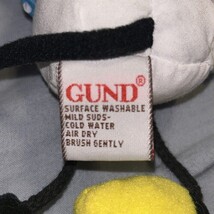 GUND®
SURFACE WASHABLE
MILD SUDS-
COLD WATER
AIR DRY
BRUSH GENTLY